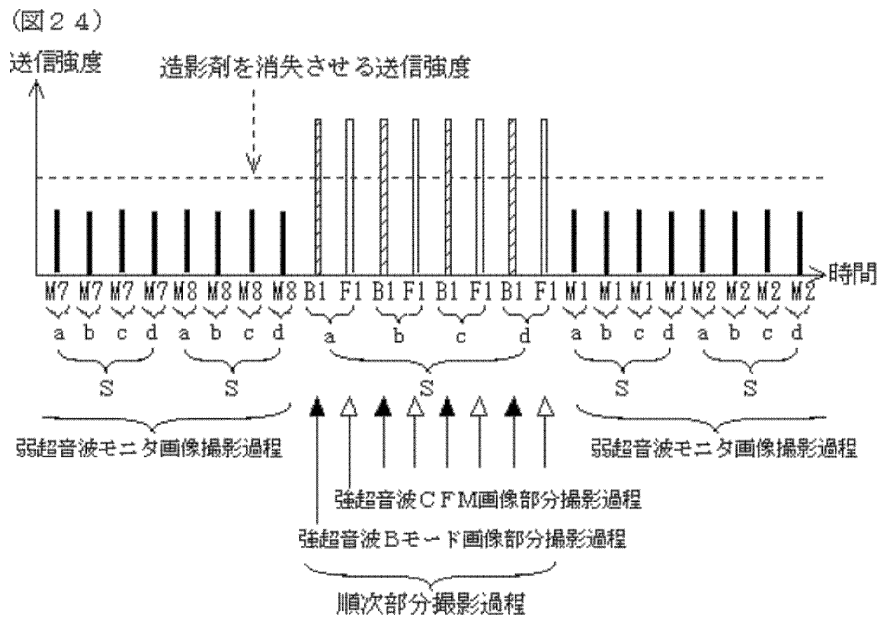 (図24)
送信強度
造影剤を消失させる送信強度
時間
M7 M7 M7 M7 M8 M8 M8 M8 B1 F1 B1 F1 B1 F1 B1 F1 M1 M1 M1 M1 M2 M2 M2 M2
a b c d a b c d a b c d a b c d a b c d
S S S S S
弱超音波モニタ画像撮影過程 弱超音波モニタ画像撮影過程
強超音波CFM画像部分撮影過程
強超音波Bモード画像部分撮影過程
順次部分撮影過程